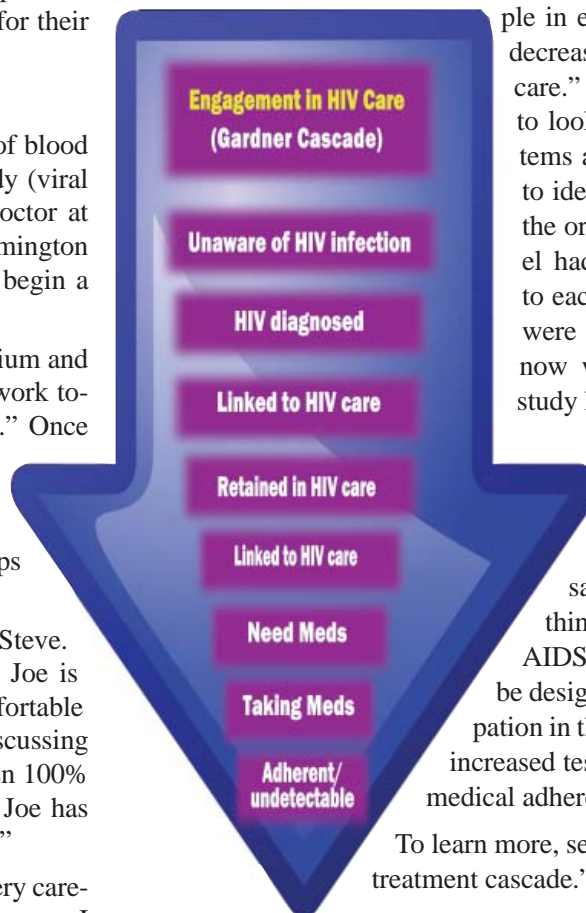 for their
of blood
dy (viral
octor at
mington
begin a
ium and
work to-
.” Once
ps
Steve.
Joe is
fortable
scussing
en 100%
Joe has
”
ery care-
Engagement in HIV Care
(Gardner Cascade)
Unaware of HIV infection
HIV diagnosed
Linked to HIV care
Retained in HIV care
Linked to HIV care
Need Meds
Taking Meds
Adherent/
undetectable
ple in e
decreas
care.”
to look
tems a
to ide
the or
el had
to eac
were
now v
study
sa
thin
AIDS
be desig
pation in th
increased tes
medical adhere
To learn more, se
treatment cascade.”